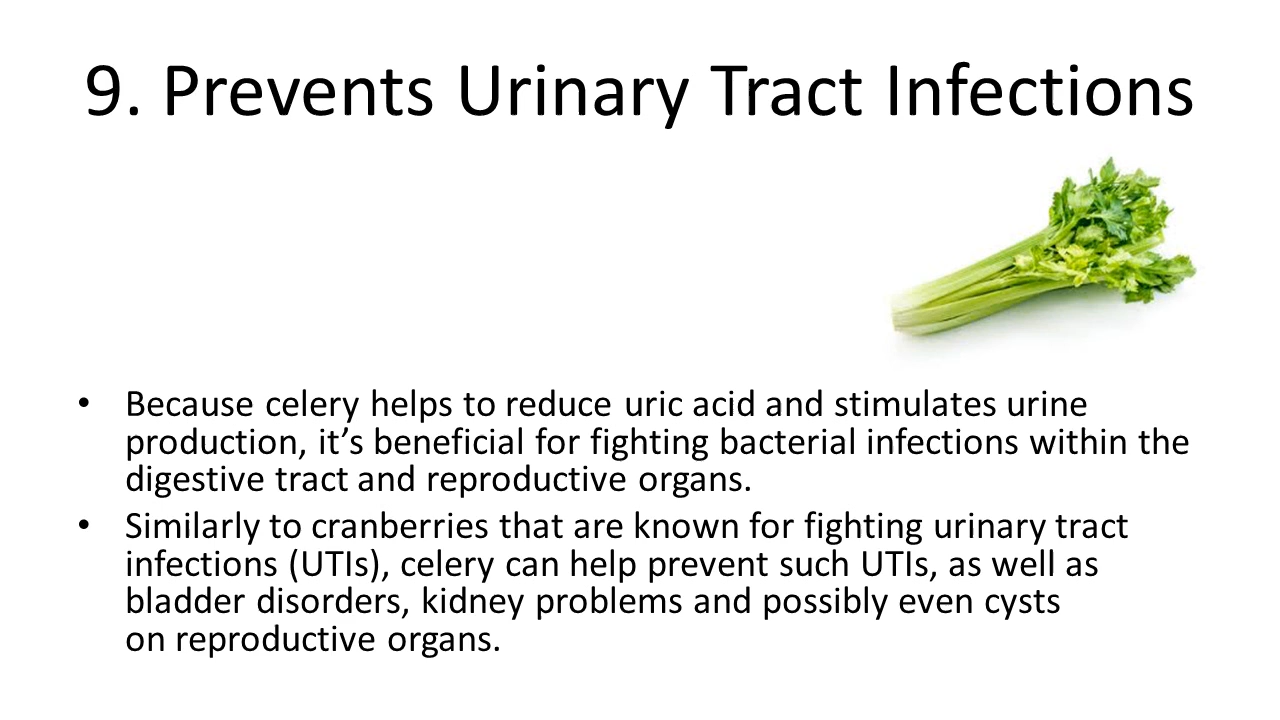 9. Prevents Urinary Tract Infections
• Because celery helps to reduce uric acid and stimulates urine
production, it’s beneficial for fighting bacterial infections within the
digestive tract and reproductive organs.
• Similarly to cranberries that are known for fighting urinary tract
infections (UTIs), celery can help prevent such UTIs, as well as
bladder disorders, kidney problems and possibly even cysts
on reproductive organs.